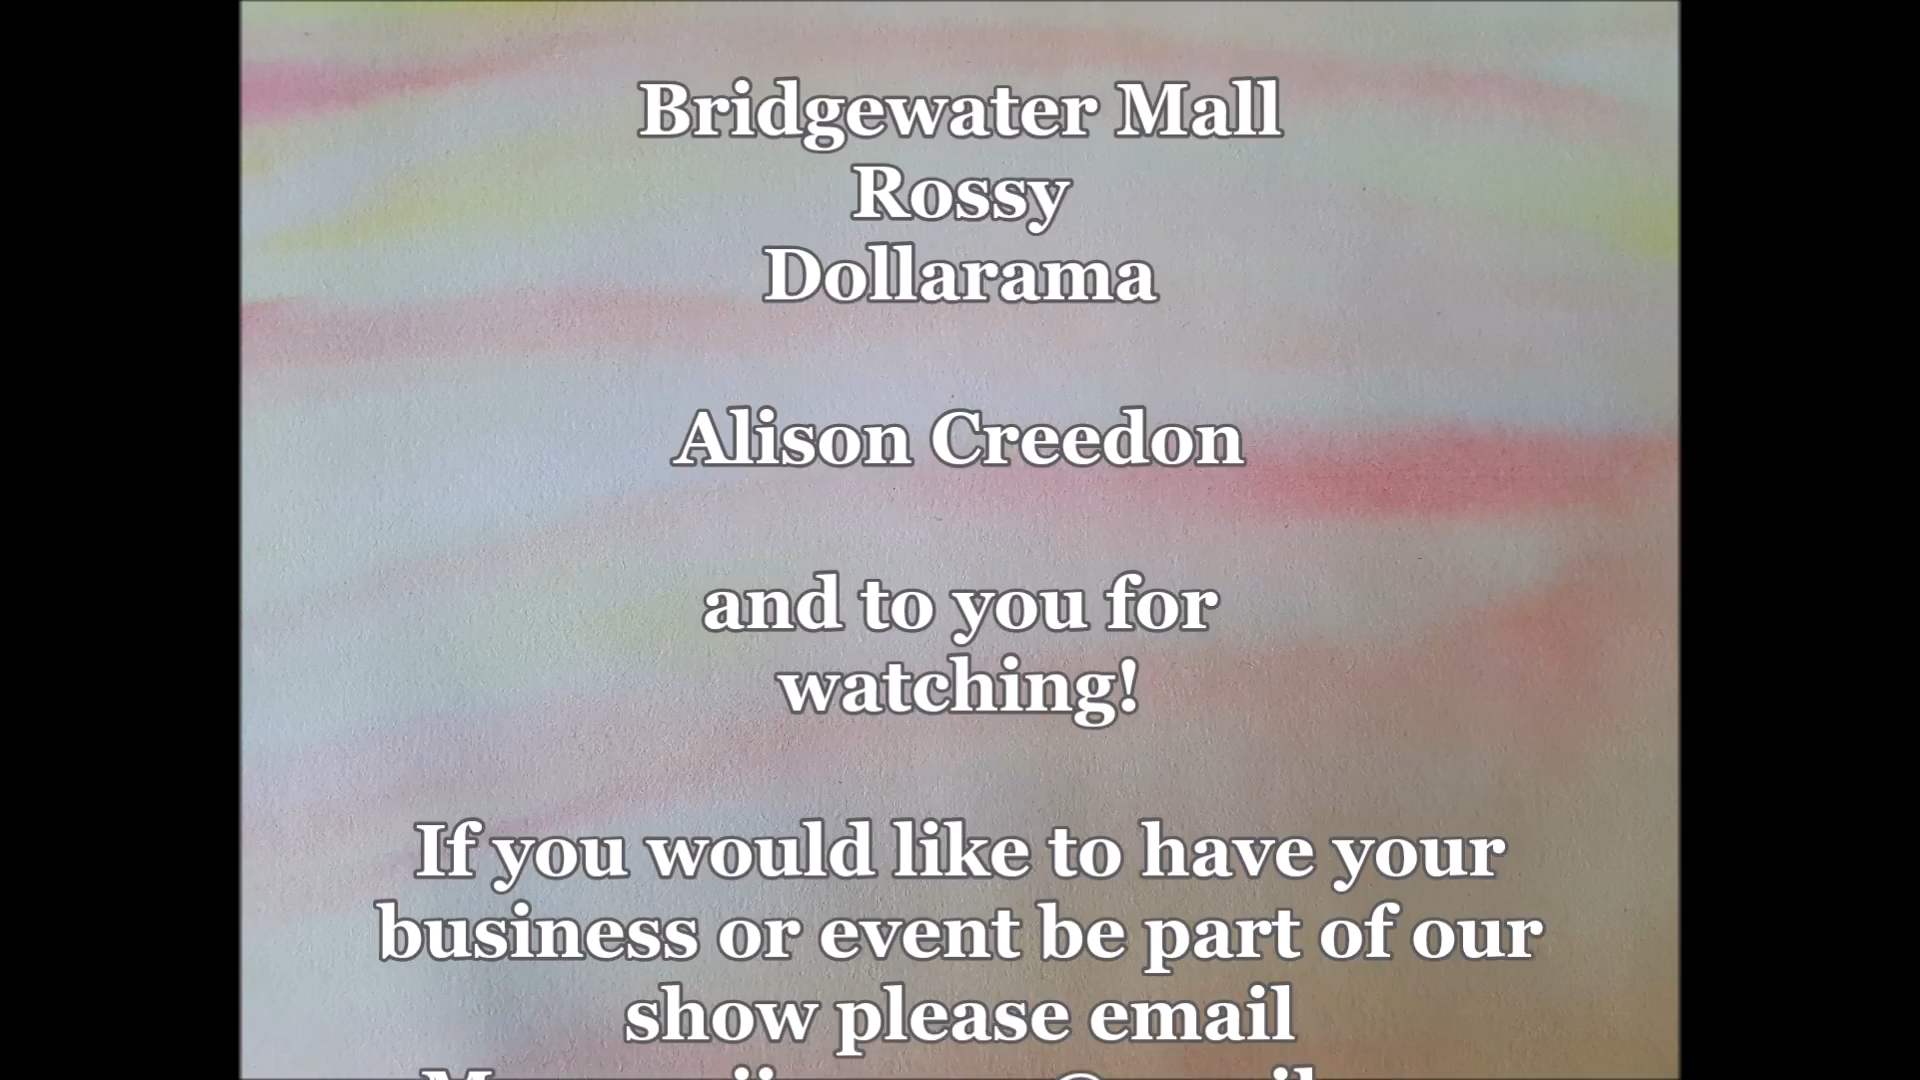 Bridgewater Mall
Rossy
Dollarama
Alison Creedon
and to you for
watching!
If you would like to have your
business or event be part of our
show please email